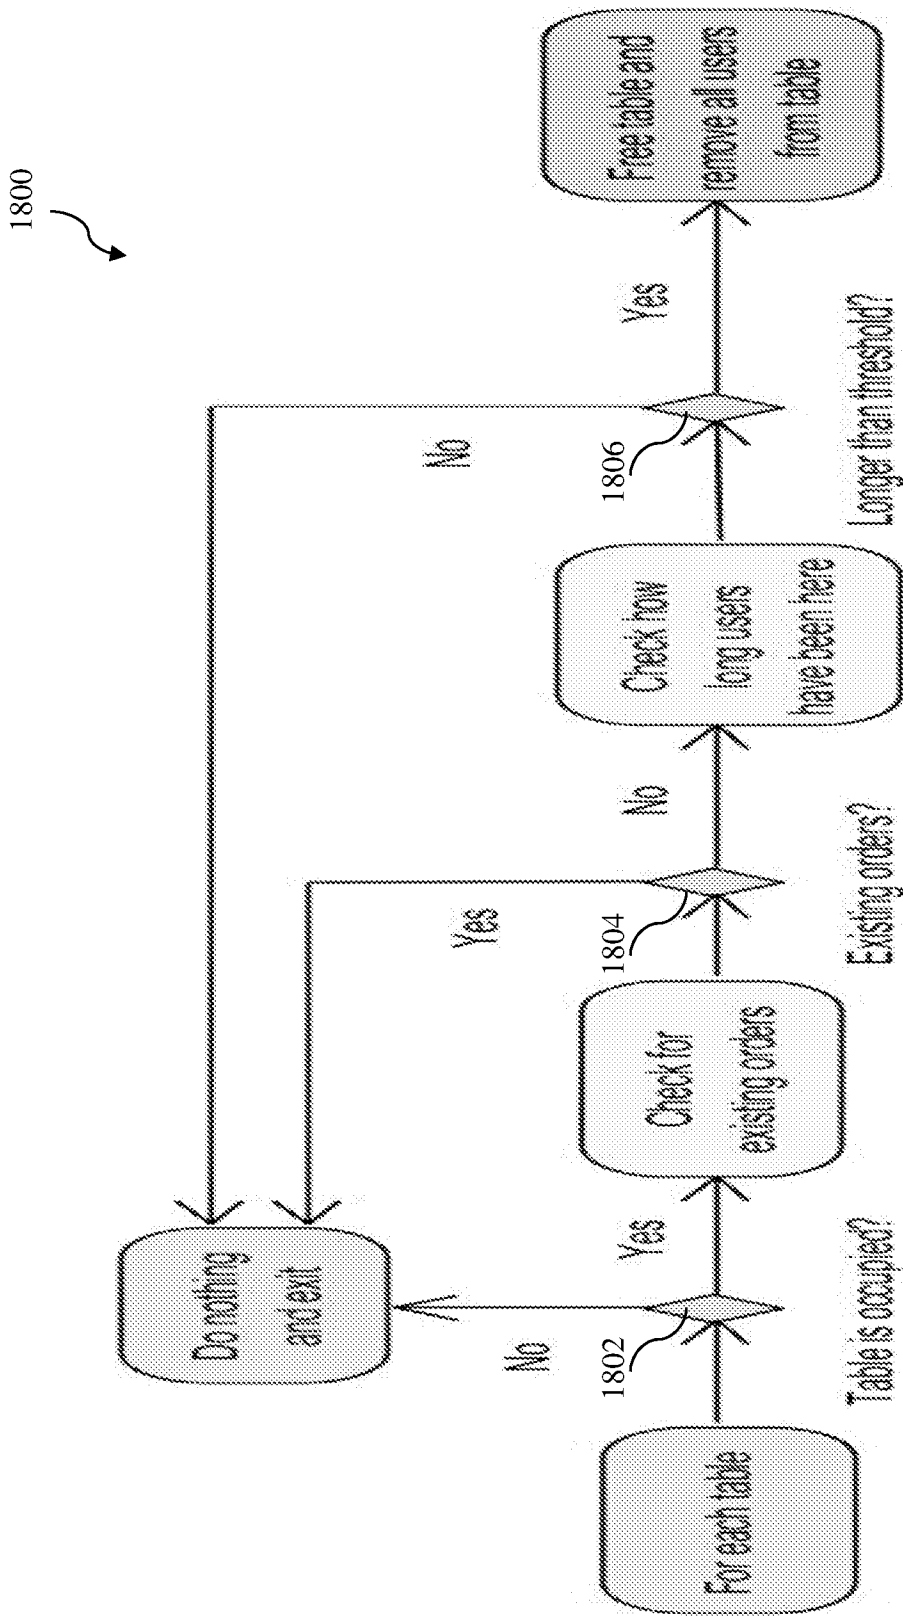 1800
Do nothing
and exit
No
Yes
No
1802
1804
1806
For each table
Yes
Check for
existing orders
No
Check how
long users
have been here
Yes
Free table and
remove all users
from table
Table is occupied?
Existing orders?
Longer than threshold?